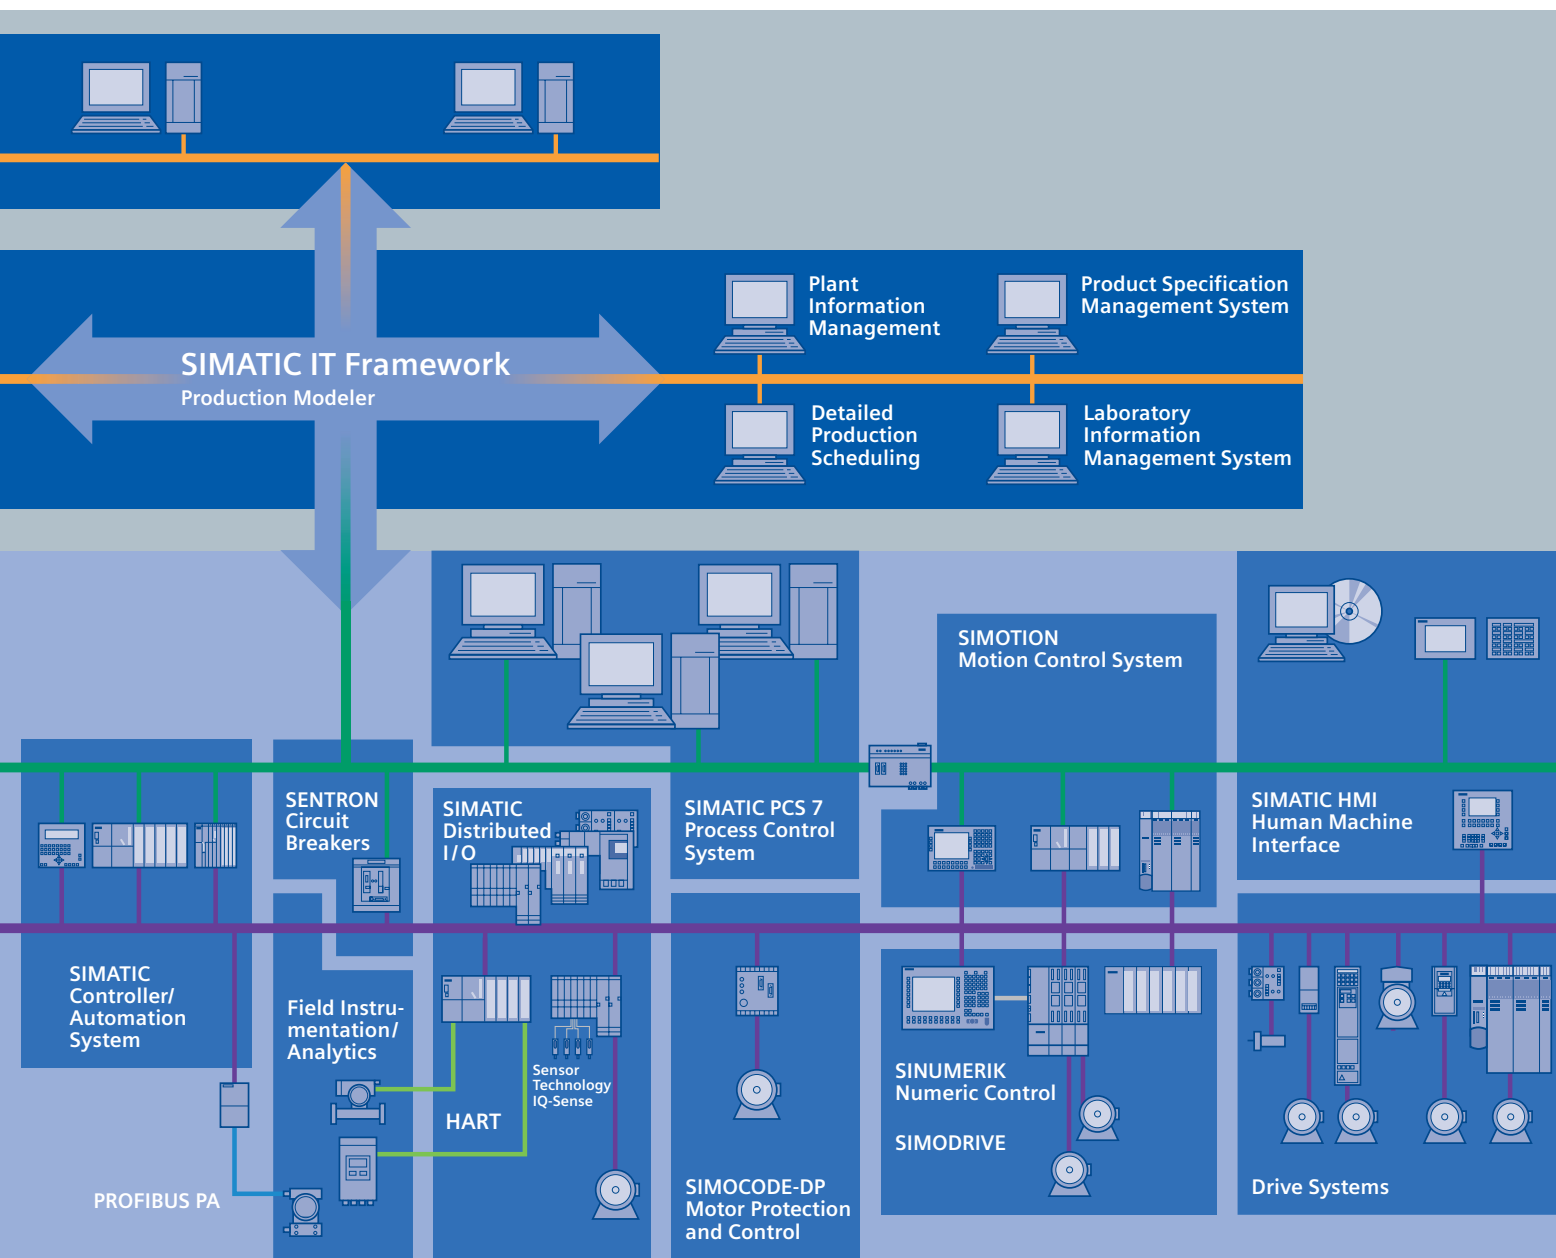 Plant
Information
Management
Product Specification
Management System
SIMATIC IT Framework
Production Modeler
Detailed
Production
Scheduling
Laboratory
Information
Management System
SIMOTION
Motion Control System
SENTRON
Circuit
Breakers
SIMATIC
Distributed
I/O
SIMATIC PCS 7
Process Control
System
SIMATIC HMI
Human Machine
Interface
SIMATIC
Controller/
Automation
System
Field Instru-
mentation/
Analytics
Sensor
Technology
IQ-Sense
HART
SINUMERIK
Numeric Control
SIMODRIVE
PROFIBUS PA
SIMOCODE-DP
Motor Protection
and Control
Drive Systems